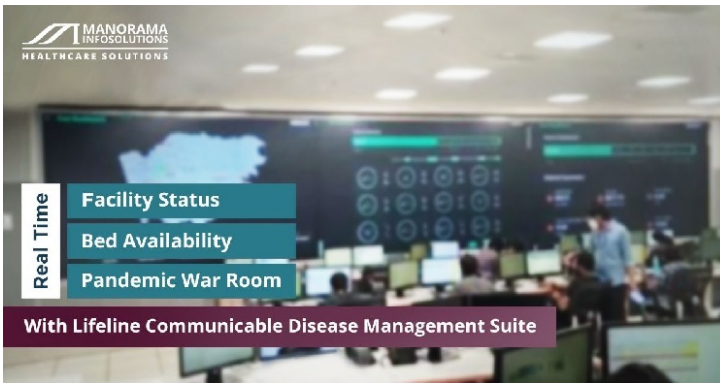 MANORAMA
INFOSOLUTIONS
HEALTHCARE SOLUTIONS
Real Time
Facility Status
Bed Availability
Pandemic War Room
With Lifeline Communicable Disease Management Suite